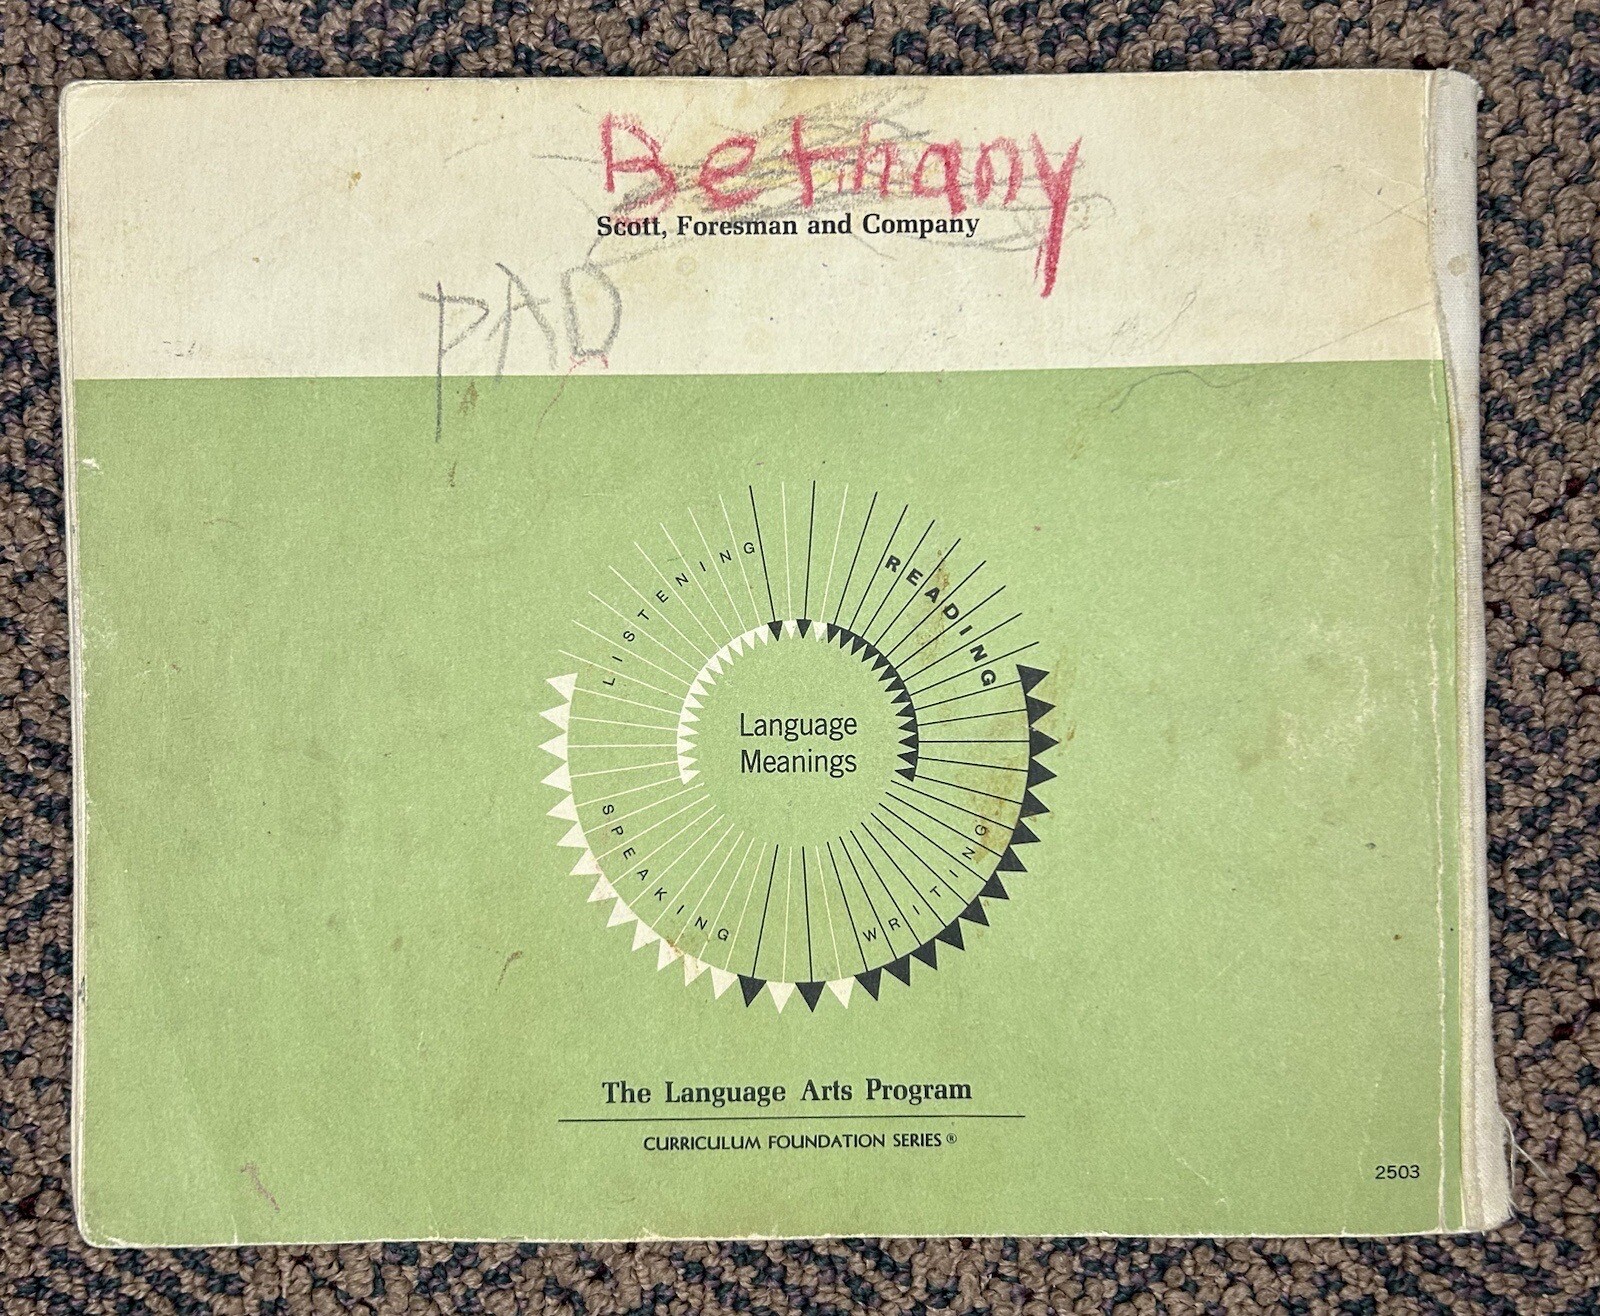 Bethany
Scott, Foresman and Company
PAD
LISTENING
READING
Language
Meanings
SPEAKING
WRITING
The Language Arts Program
CURRICULUM FOUNDATION SERIES ®
2503